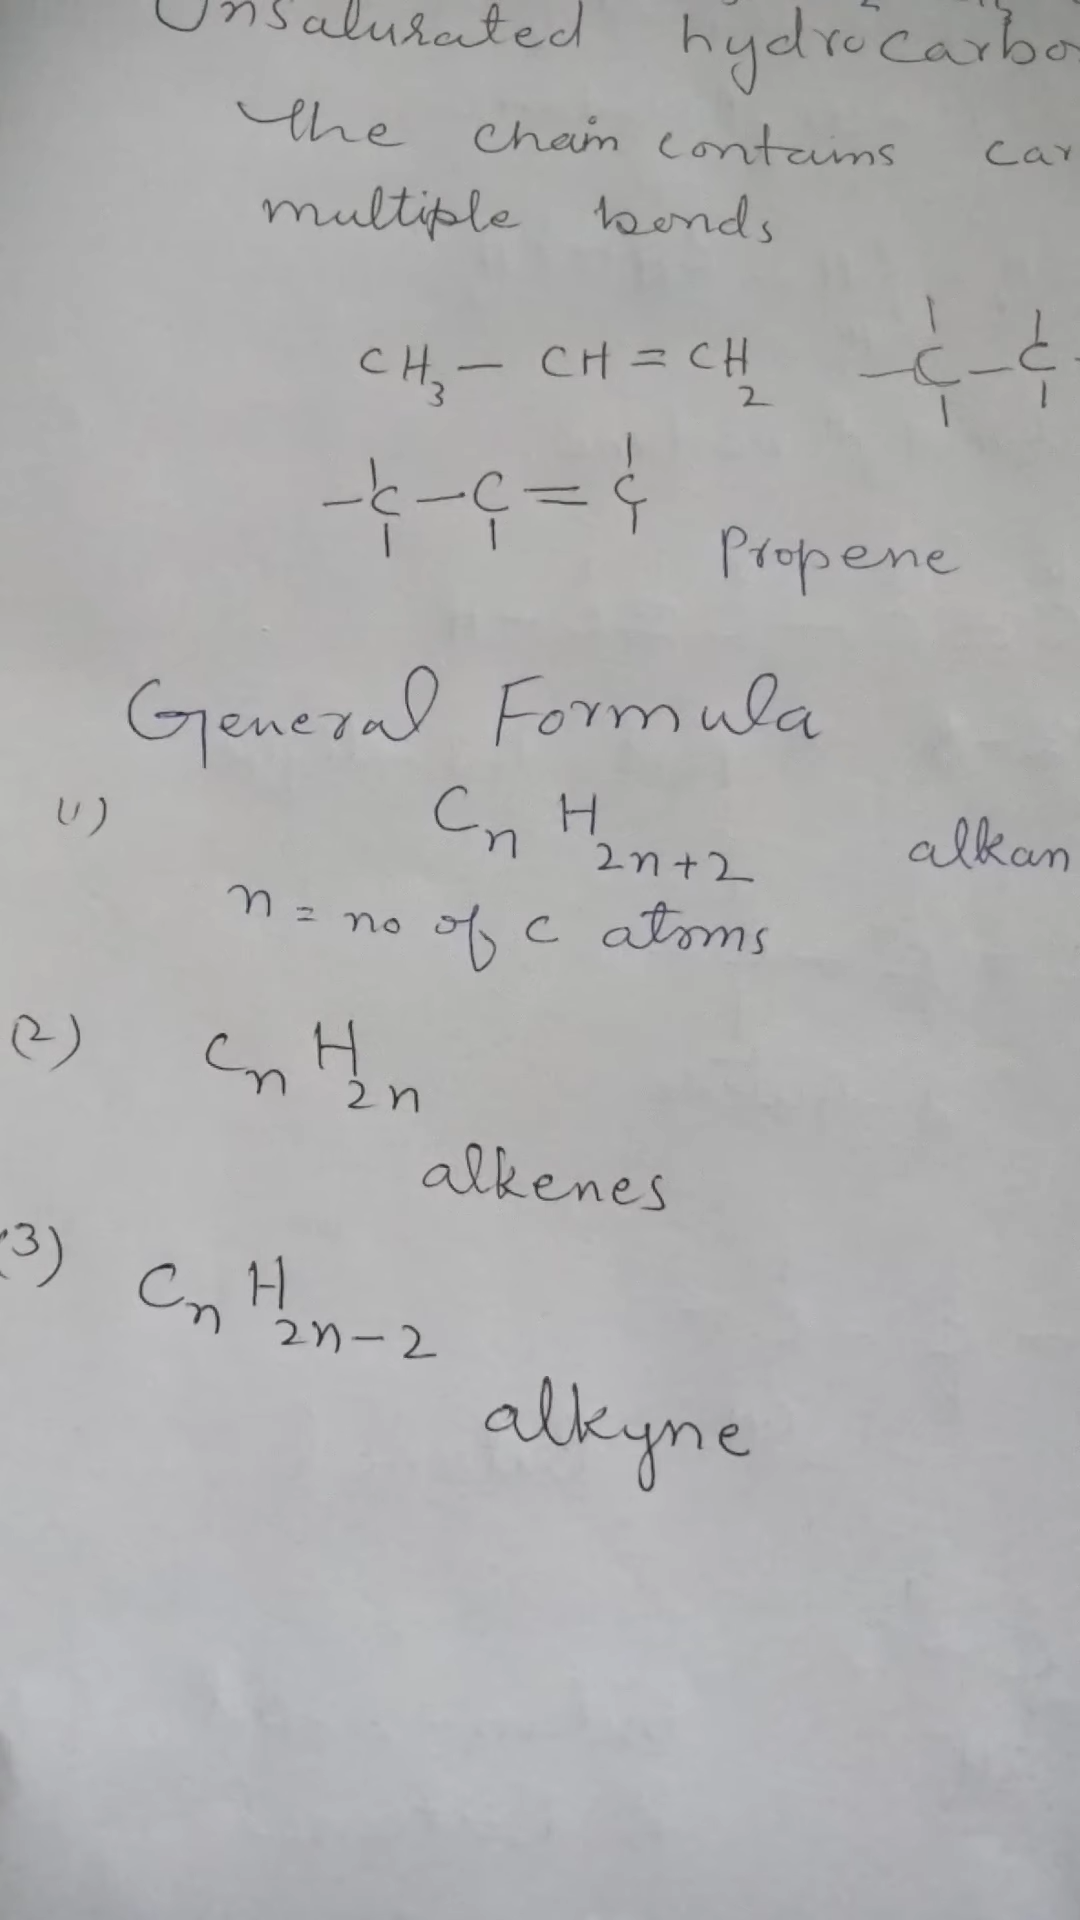 Unsaturated hydrocarbo
the chain contains car
multiple bonds
CH₃ – CH = CH₂ –C–C
–C–C=C
Propene
General Formula
(1) CₙH₂ₙ₊₂ alkan
n = no of c atoms
(2) CₙH₂ₙ
alkenes
(3) CₙH₂ₙ₋₂
alkyne